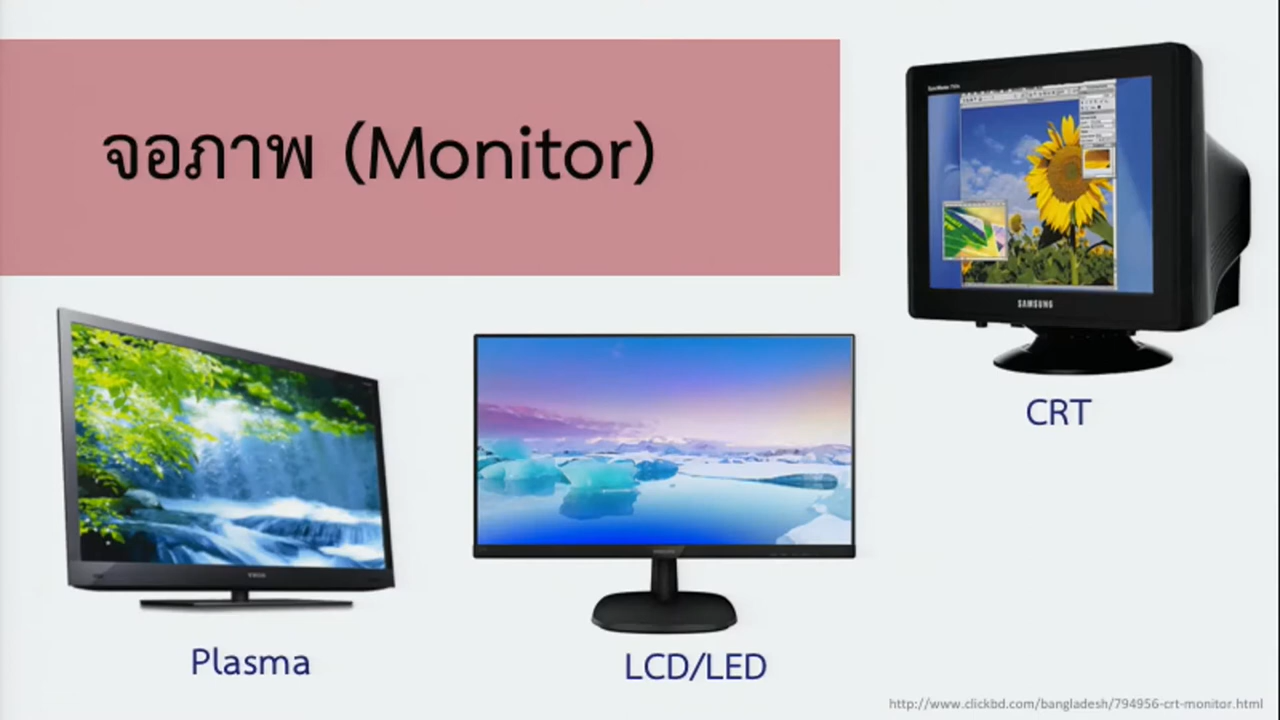 จอภาพ (Monitor)
SAMSUNG
CRT
Plasma
LCD/LED
http://www.clickbd.com/bangladesh/794956-crt-monitor.html